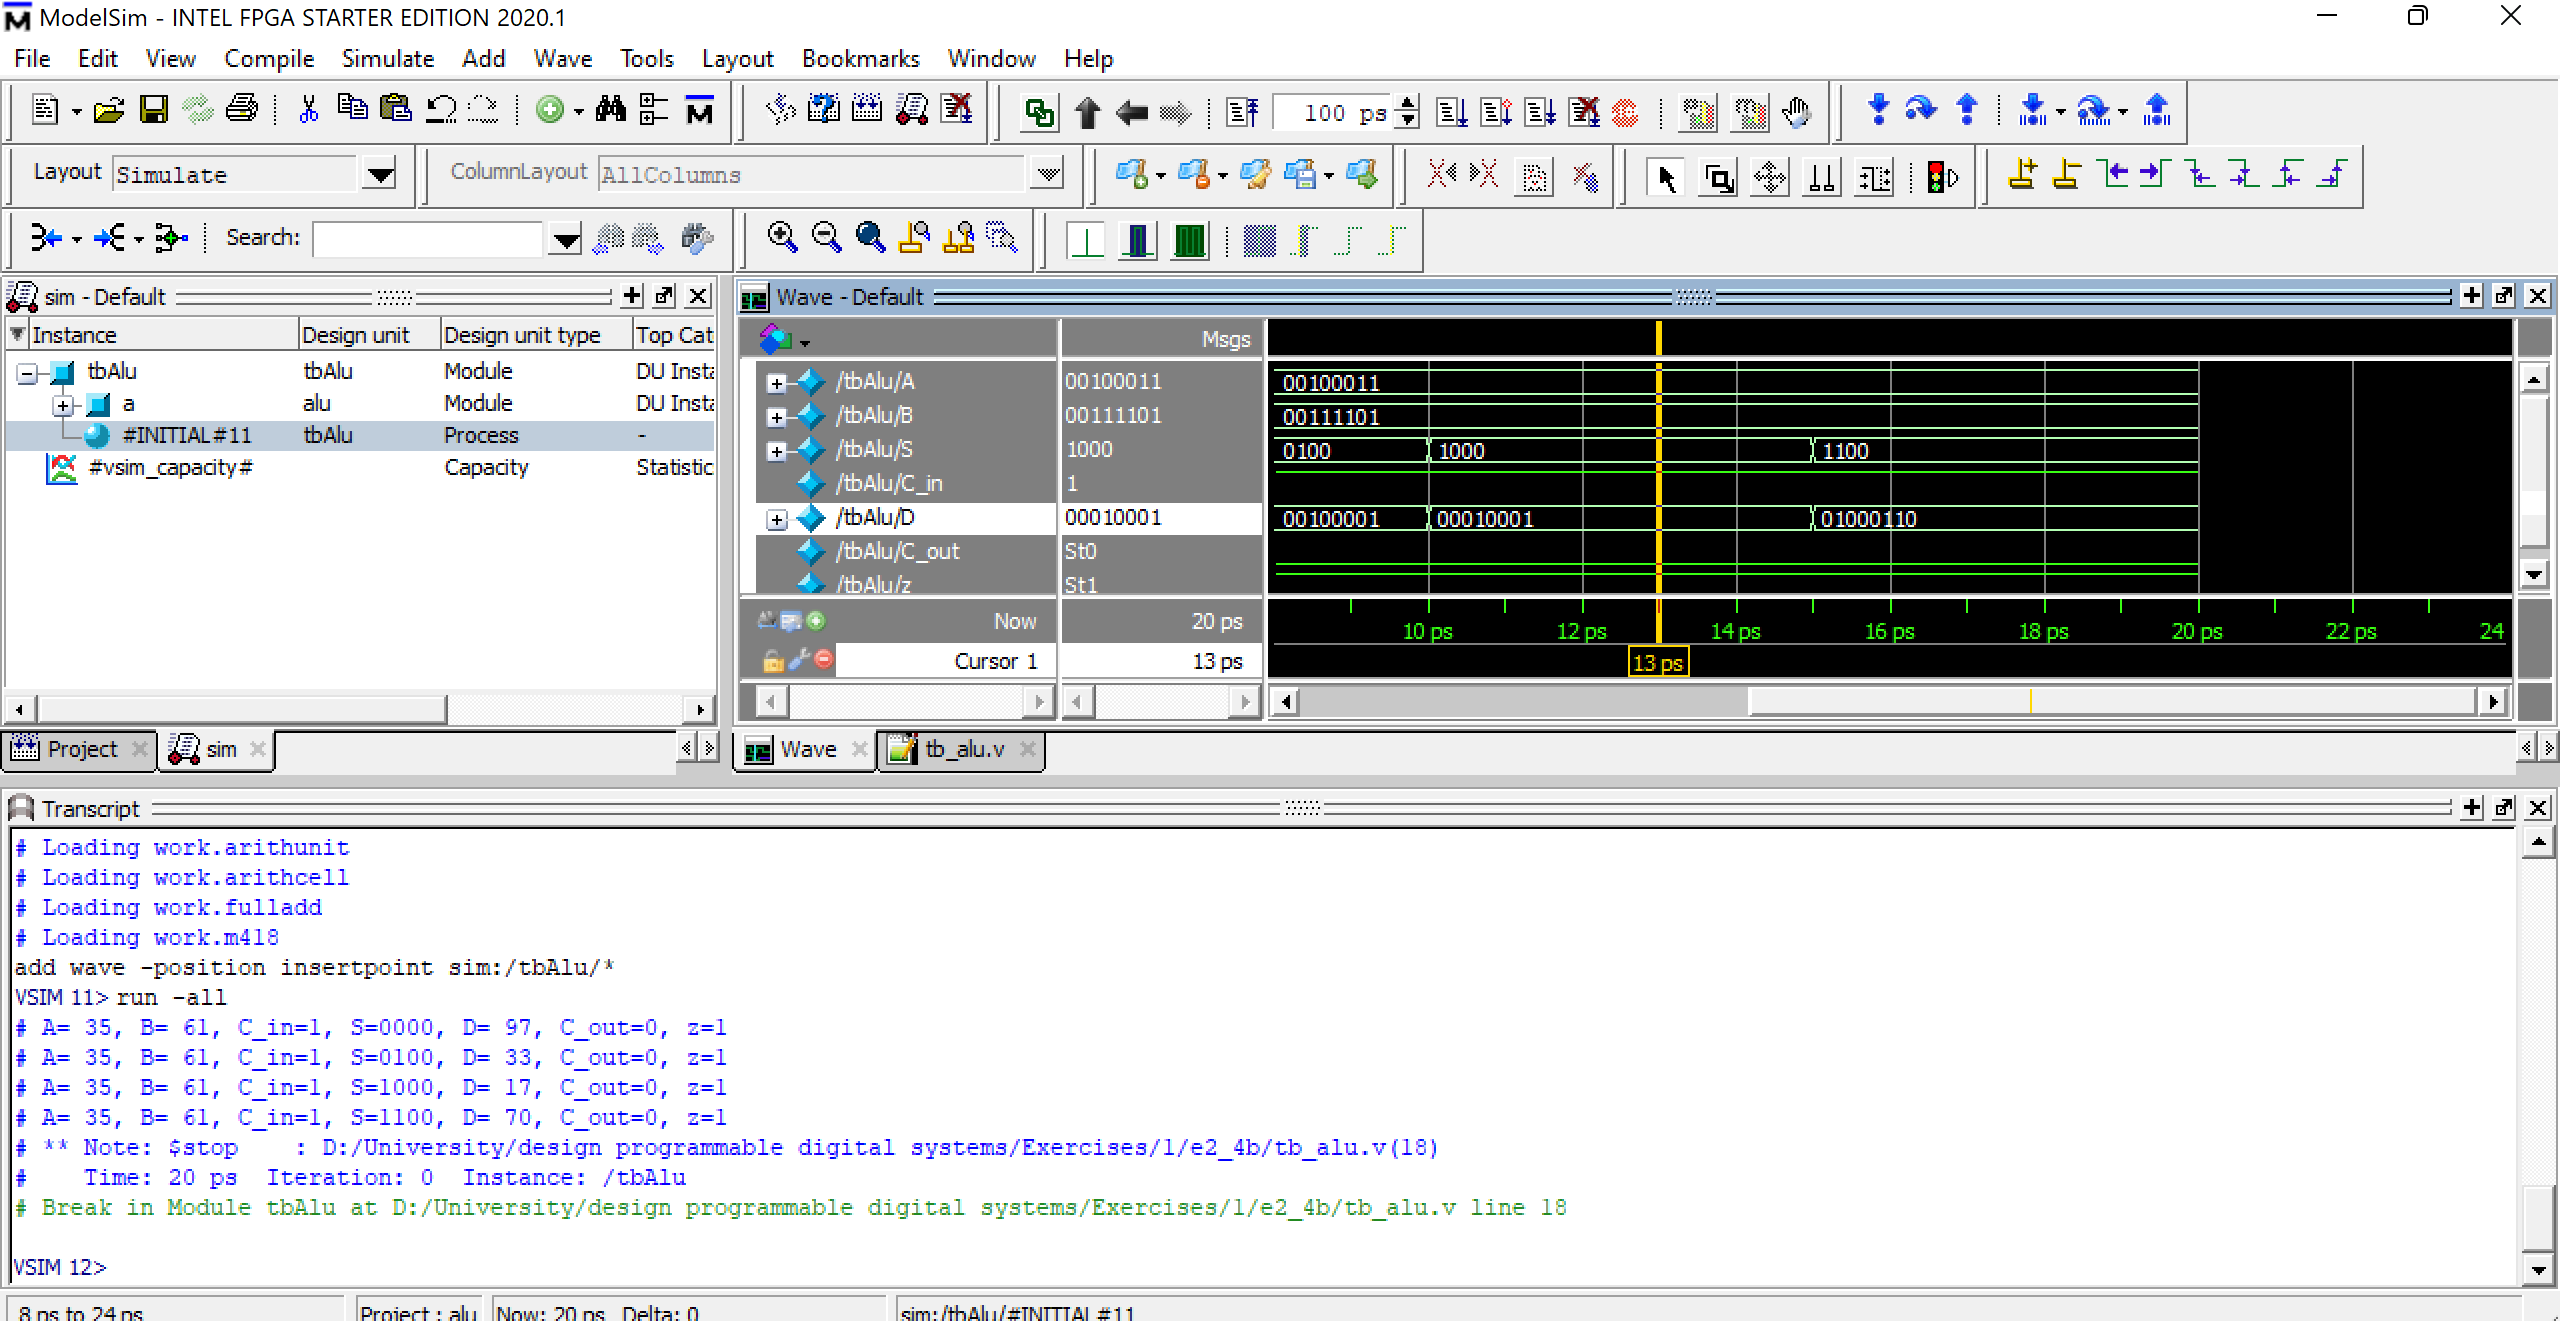 ModelSim - INTEL FPGA STARTER EDITION 2020.1
File Edit View Compile Simulate Add Wave Tools Layout Bookmarks Window Help
100 ps
Layout Simulate ColumnLayout AllColumns
Search:
sim - Default
Instance Design unit Design unit type Top Cat
tbAlu tbAlu Module DU Insta
a alu Module DU Insta
#INITIAL#11 tbAlu Process -
#vsim_capacity# Capacity Statistic
Project sim
Wave - Default
Msgs
/tbAlu/A 00100011 00100011
/tbAlu/B 00111101 00111101
/tbAlu/S 1000 0100 1000 1100
/tbAlu/C_in 1
/tbAlu/D 00010001 00100001 00010001 01000110
/tbAlu/C_out St0
/tbAlu/z St1
Now 20 ps 10 ps 12 ps 14 ps 16 ps 18 ps 20 ps 22 ps 24
Cursor 1 13 ps 13 ps
Wave tb_alu.v
Transcript
# Loading work.arithunit
# Loading work.arithcell
# Loading work.fulladd
# Loading work.m418
add wave -position insertpoint sim:/tbAlu/*
VSIM 11> run -all
# A= 35, B= 61, C_in=1, S=0000, D= 97, C_out=0, z=1
# A= 35, B= 61, C_in=1, S=0100, D= 33, C_out=0, z=1
# A= 35, B= 61, C_in=1, S=1000, D= 17, C_out=0, z=1
# A= 35, B= 61, C_in=1, S=1100, D= 70, C_out=0, z=1
# ** Note: $stop    : D:/University/design programmable digital systems/Exercises/1/e2_4b/tb_alu.v(18)
#    Time: 20 ps  Iteration: 0  Instance: /tbAlu
# Break in Module tbAlu at D:/University/design programmable digital systems/Exercises/1/e2_4b/tb_alu.v line 18
VSIM 12>
8 ps to 24 ps Project : alu Now: 20 ps Delta: 0 sim:/tbAlu/#INITIAL#11